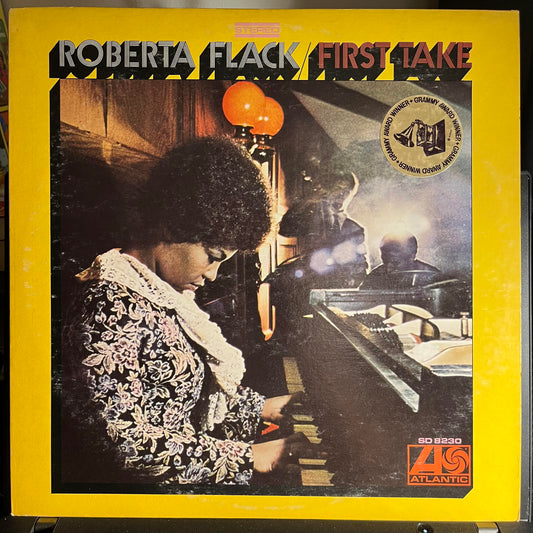 STEREO
ROBERTA FLACK/FIRST TAKE
GRAMMY AWARD WINNER • GRAMMY AWARD WINNER • GRAMMY AWARD WINNER •
SD 8230
ATLANTIC